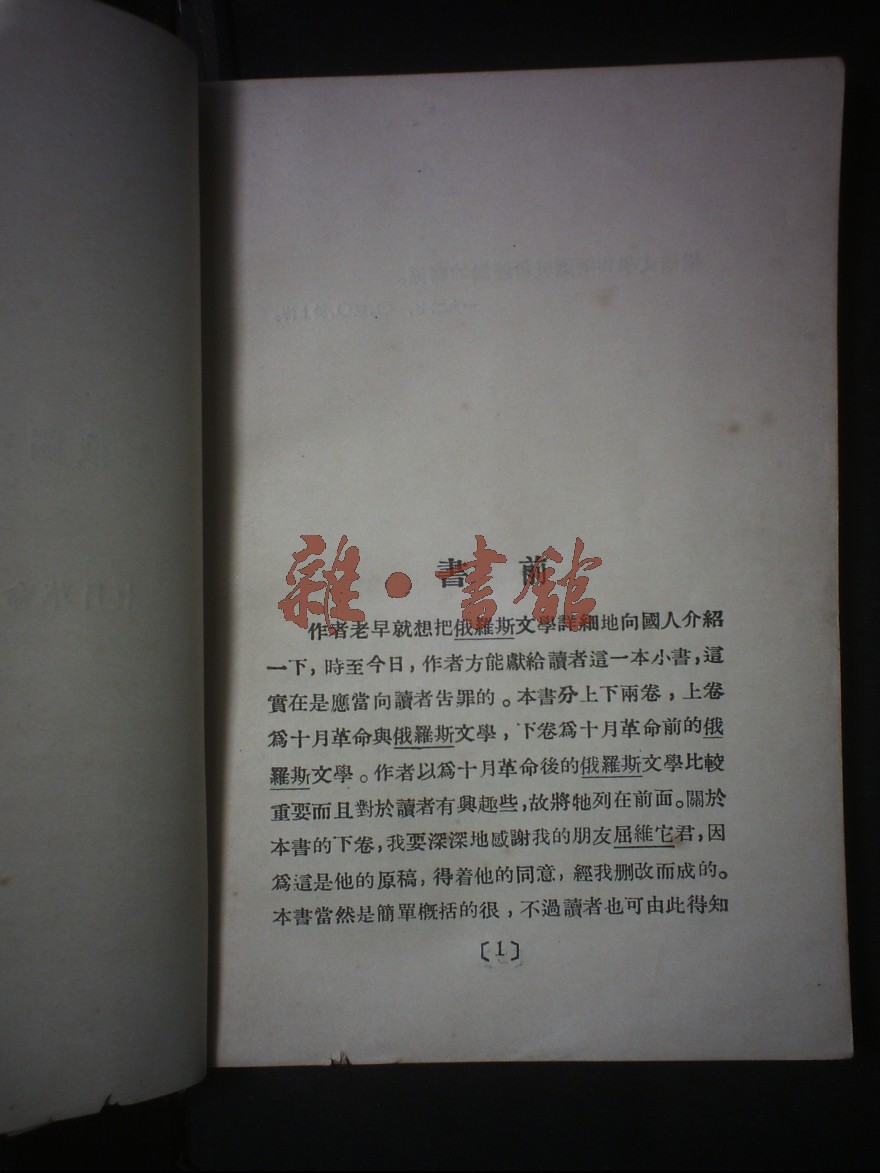 書前
雜·書館
作者老早就想把俄羅斯文學詳細地向國人介紹
一下，時至今日，作者方能獻給讀者這一本小書，這
實在是應當向讀者告罪的。本書分上下兩卷，上卷
爲十月革命與俄羅斯文學，下卷爲十月革命前的俄
羅斯文學。作者以爲十月革命後的俄羅斯文學比較
重要而且對於讀者有興趣些，故將牠列在前面。關於
本書的下卷，我要深深地感謝我的朋友屈維它君，因
爲這是他的原稿，得着他的同意，經我删改而成的。
本書當然是簡單概括的很，不過讀者也可由此得知
〔1〕